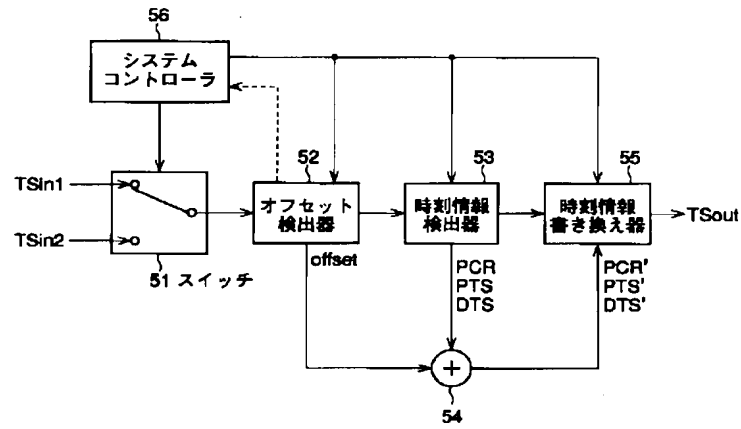 56
システム
コントローラ
52
53
55
TSin1
TSin2
オフセット
検出器
時刻情報
検出器
時刻情報
書き換え器
TSout
51 スイッチ
offset
PCR
PTS
DTS
PCR'
PTS'
DTS'
+
54